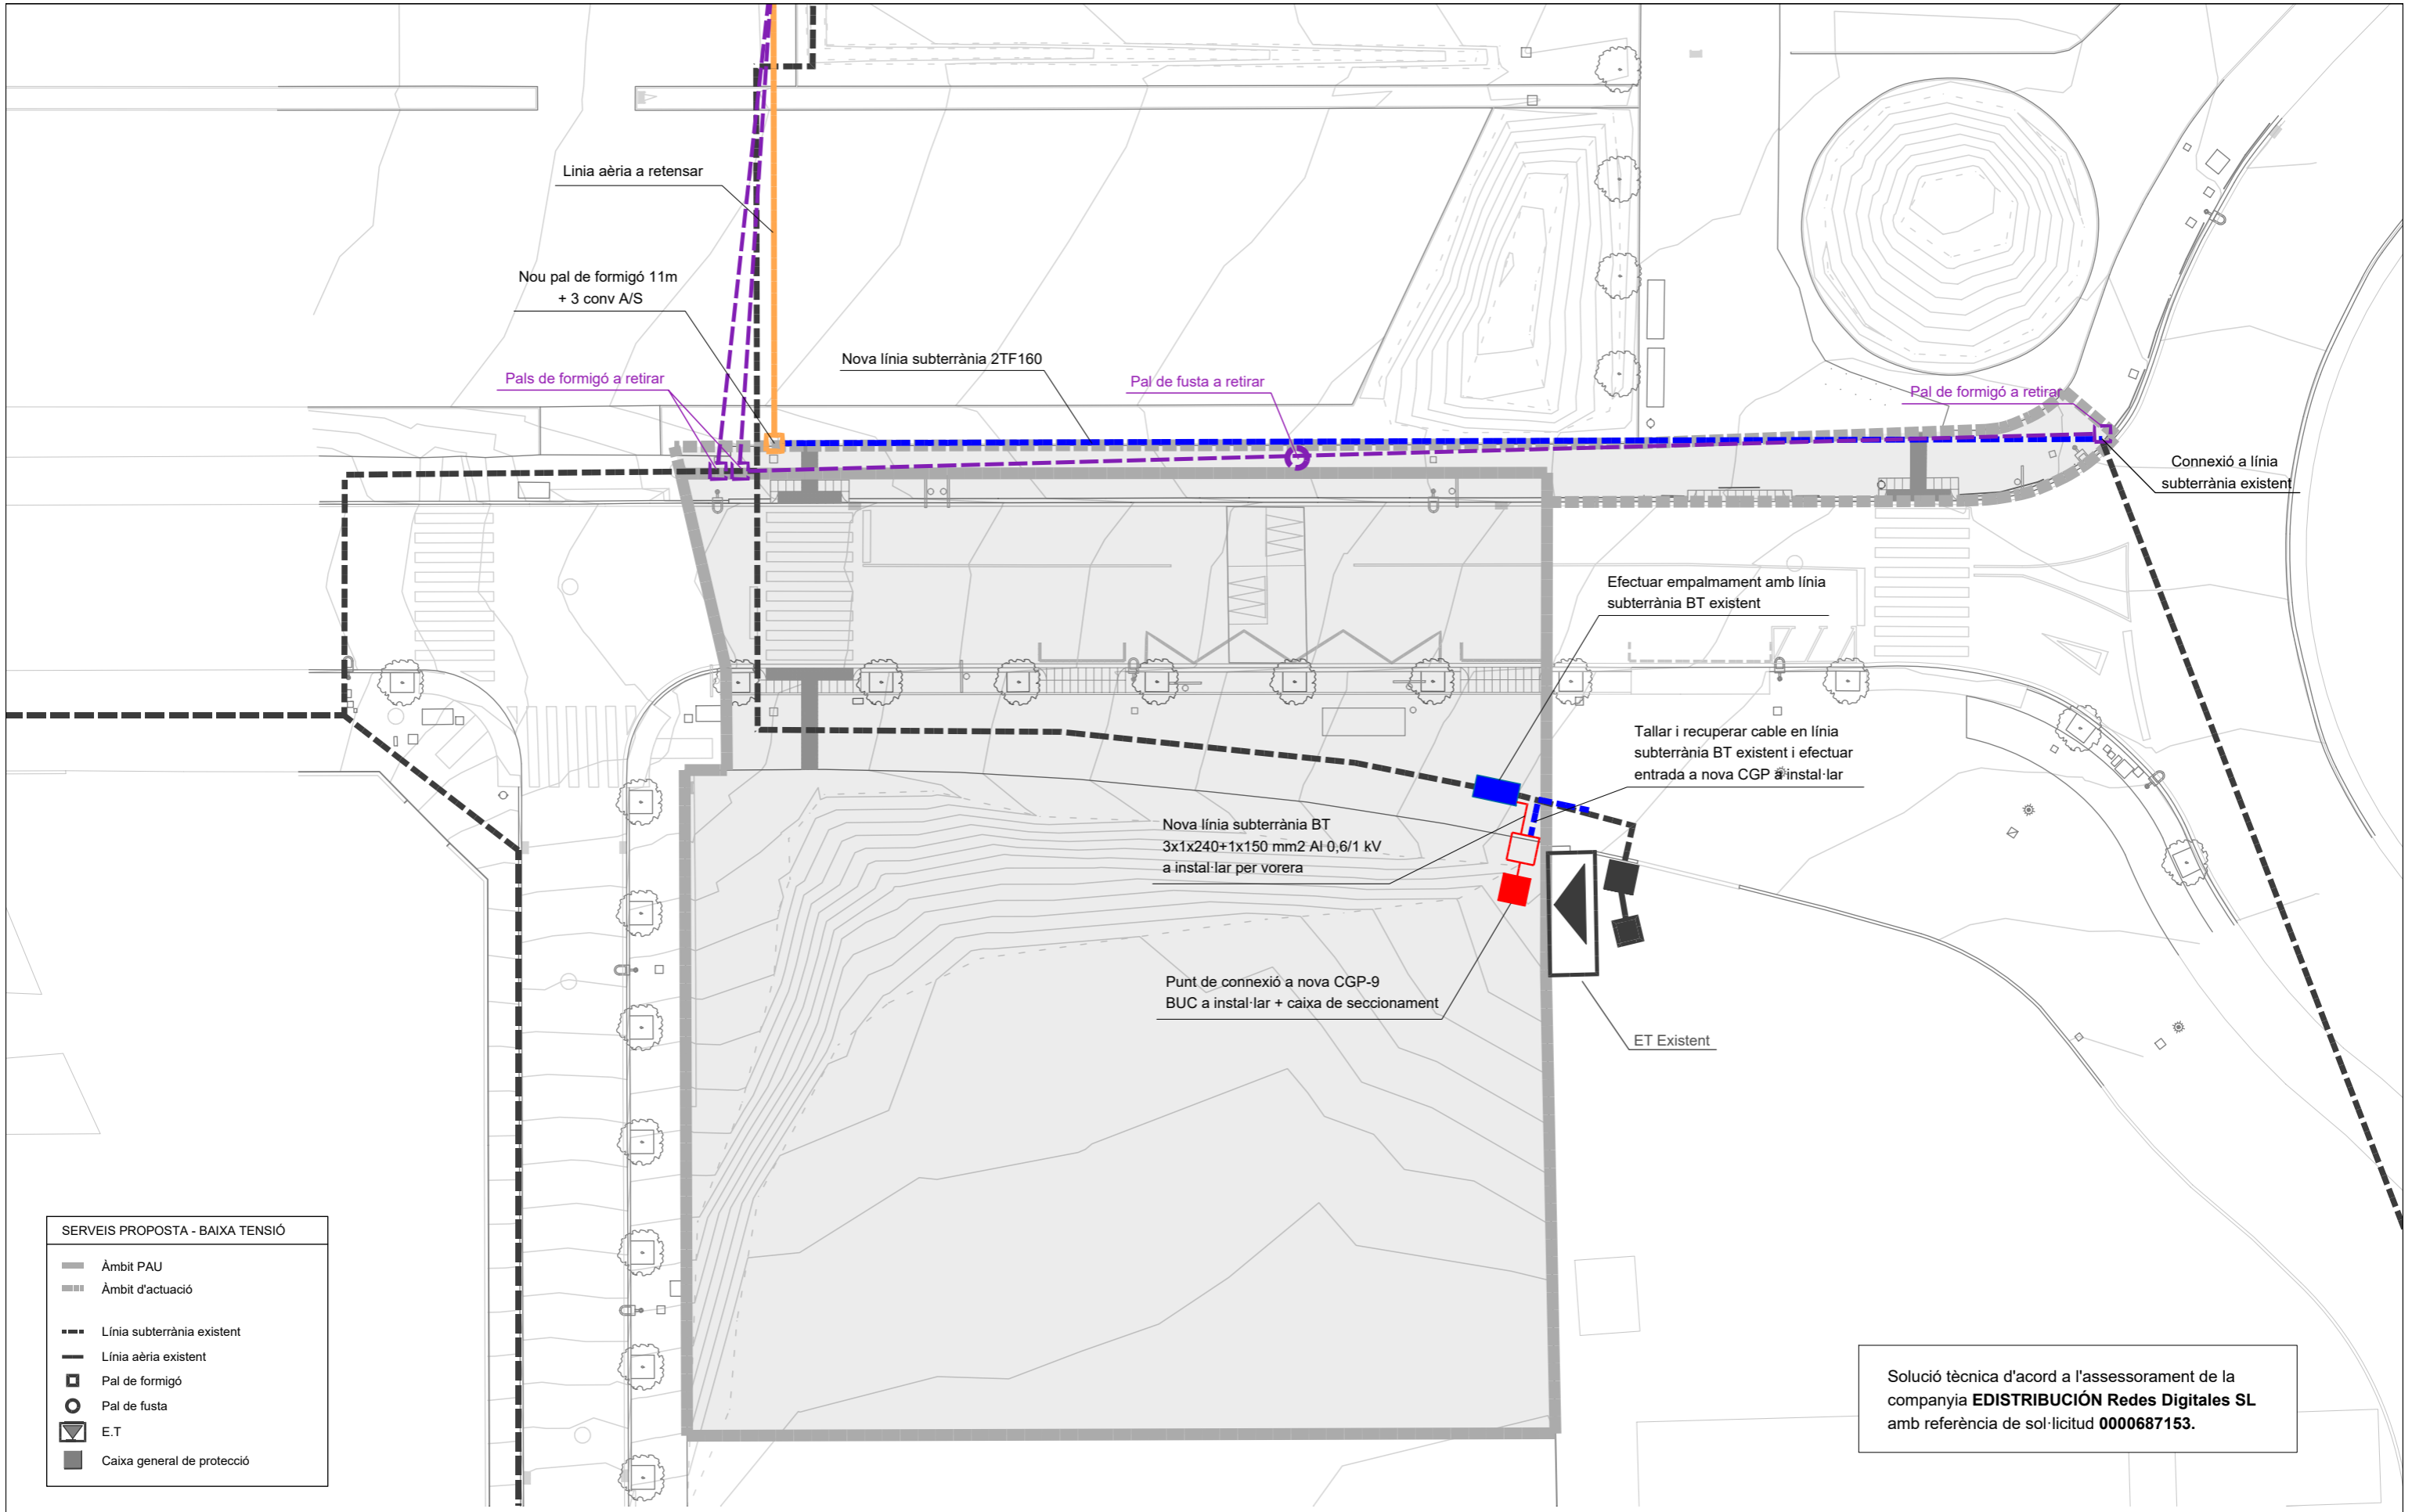 Linia aèria a retensar
Nou pal de formigó 11m
+ 3 conv A/S
Nova línia subterrània 2TF160
Pals de formigó a retirar
Pal de fusta a retirar
Pal de formigó a retirar
Connexió a línia
subterrània existent
Efectuar empalmament amb línia
subterrània BT existent
Tallar i recuperar cable en línia
subterrània BT existent i efectuar
entrada a nova CGP a instal·lar
Nova línia subterrània BT
3x1x240+1x150 mm2 Al 0,6/1 kV
a instal·lar per vorera
Punt de connexió a nova CGP-9
BUC a instal·lar + caixa de seccionament
ET Existent
SERVEIS PROPOSTA - BAIXA TENSIÓ
Àmbit PAU
Àmbit d'actuació
Línia subterrània existent
Línia aèria existent
Pal de formigó
Pal de fusta
E.T
Caixa general de protecció
Solució tècnica d'acord a l'assessorament de la
companyia EDISTRIBUCIÓN Redes Digitales SL
amb referència de sol·licitud 0000687153.